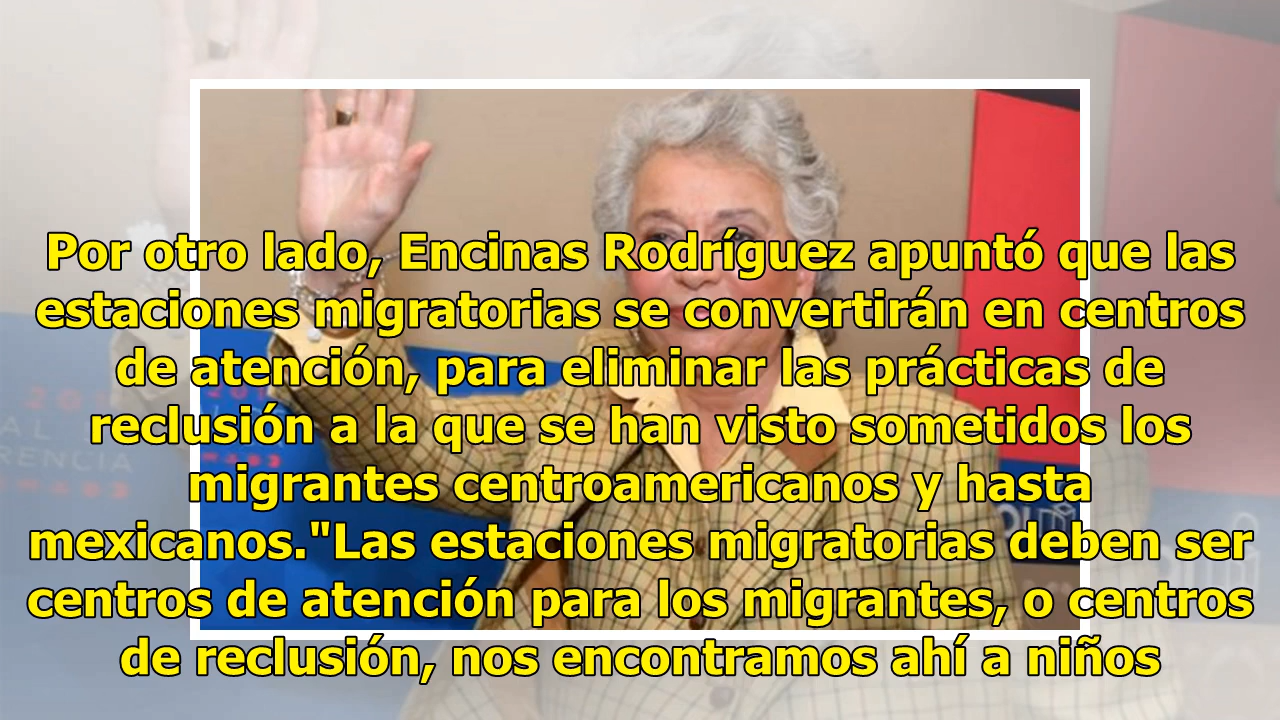 Por otro lado, Encinas Rodríguez apuntó que las
estaciones migratorias se convertirán en centros
de atención, para eliminar las prácticas de
reclusión a la que se han visto sometidos los
migrantes centroamericanos y hasta
mexicanos."Las estaciones migratorias deben ser
centros de atención para los migrantes, o centros
de reclusión, nos encontramos ahí a niños